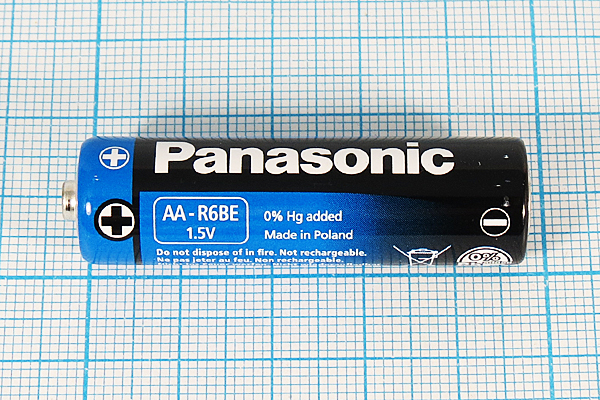 Panasonic
AA - R6BE
1.5V
0% Hg added
Made in Poland
Do not dispose of in fire. Not rechargeable.
Ne pas jeter au feu. Non rechargeable.
0%